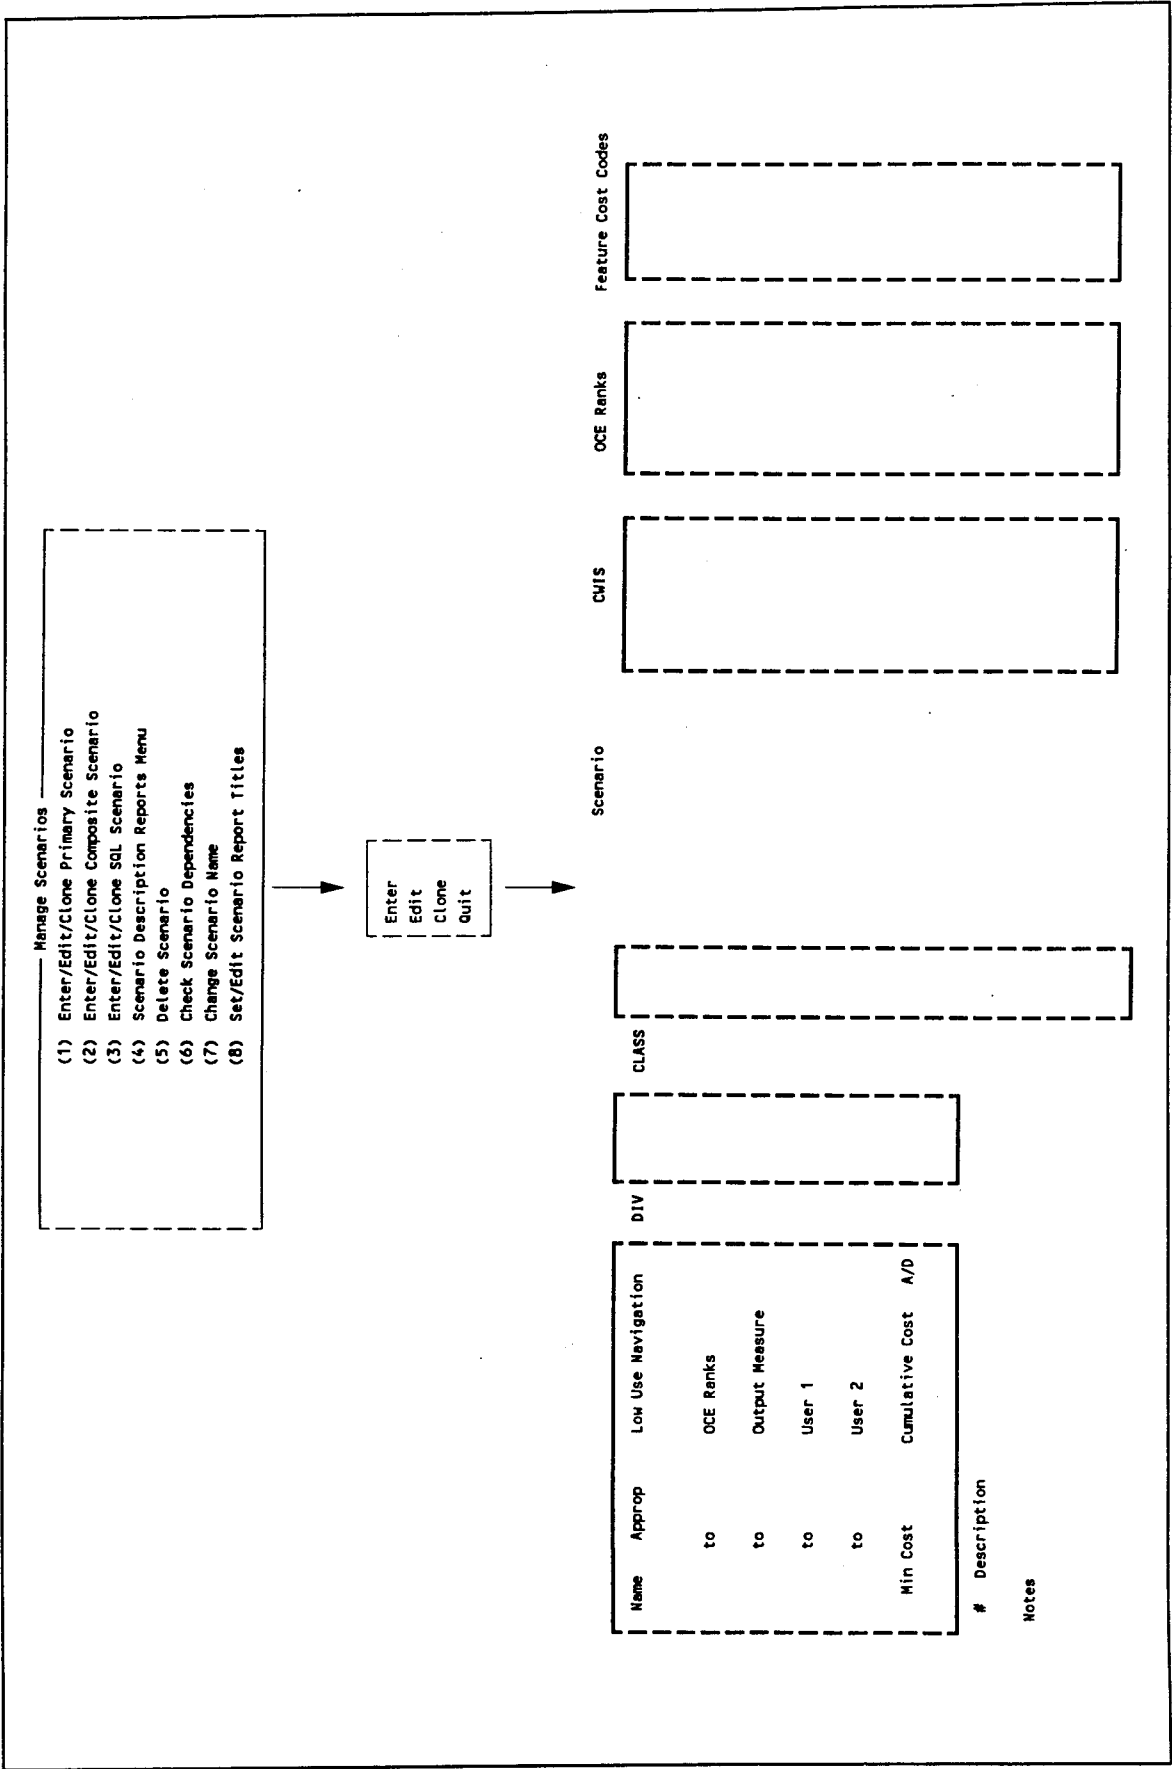 Manage Scenarios
(1) Enter/Edit/Clone Primary Scenario
(2) Enter/Edit/Clone Composite Scenario
(3) Enter/Edit/Clone SQL Scenario
(4) Scenario Description Reports Menu
(5) Delete Scenario
(6) Check Scenario Dependencies
(7) Change Scenario Name
(8) Set/Edit Scenario Report Titles
Enter
Edit
Clone
Quit
Scenario
CWIS OCE Ranks Feature Cost Codes
Name Approp Low Use Navigation DIV CLASS
to OCE Ranks
to Output Measure
to User 1
to User 2
Min Cost Cumulative Cost A/D
# Description
Notes